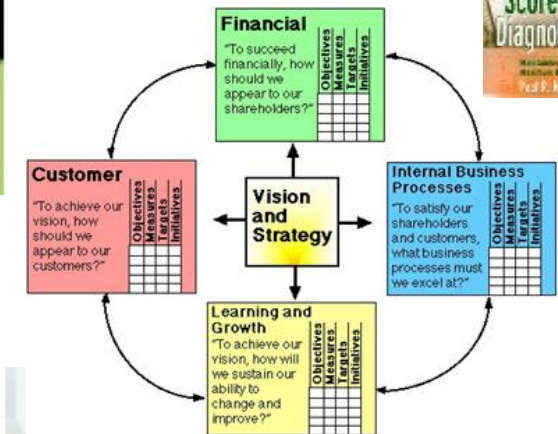 Score
Diagno
Paul R.
Financial
"To succeed
financially, how
should we
appear to our
shareholders?"
Objectives
Measures
Targets
Initiatives
Customer
"To achieve our
vision, how
should we
appear to our
customers?"
Objectives
Measures
Targets
Initiatives
Vision
and
Strategy
Internal Business
Processes
"To satisfy our
shareholders
and customers,
what business
processes must
we excel at?"
Objectives
Measures
Targets
Initiatives
Learning and
Growth
"To achieve our
vision, how will
we sustain our
ability to
change and
improve?"
Objectives
Measures
Targets
Initiatives